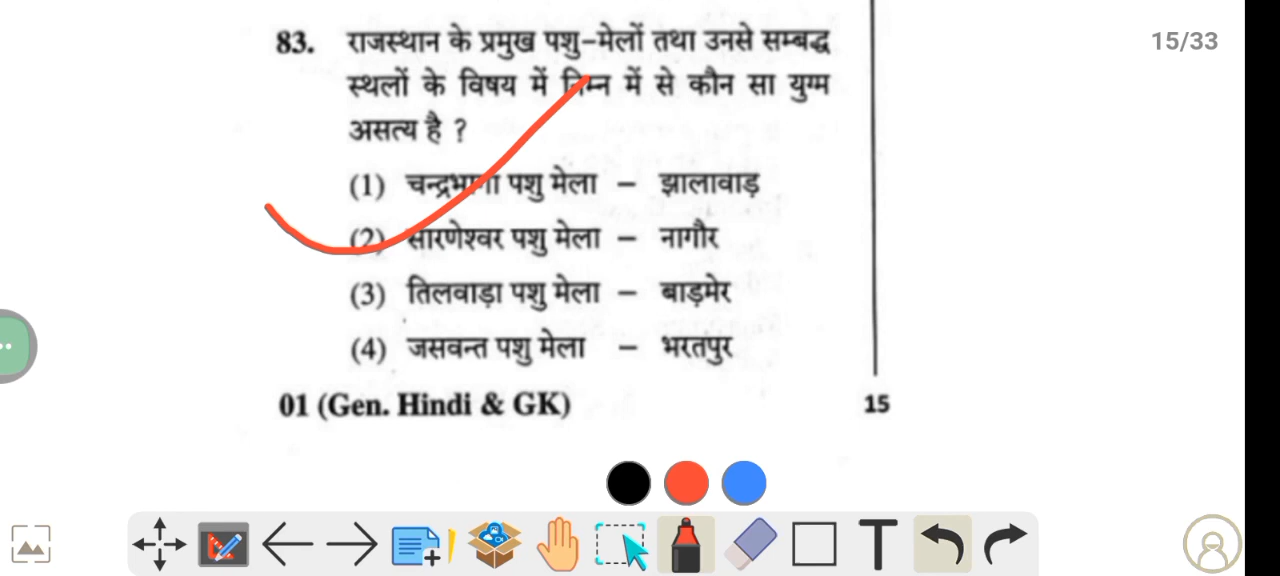 15/33
83. राजस्थान के प्रमुख पशु-मेलों तथा उनसे सम्बद्ध
स्थलों के विषय में निम्न में से कौन सा युग्म
असत्य है ?
(1) चन्द्रभागा पशु मेला – झालावाड़
(2) सारणेश्वर पशु मेला – नागौर
(3) तिलवाड़ा पशु मेला – बाड़मेर
(4) जसवन्त पशु मेला – भरतपुर
01 (Gen. Hindi & GK) 15
T